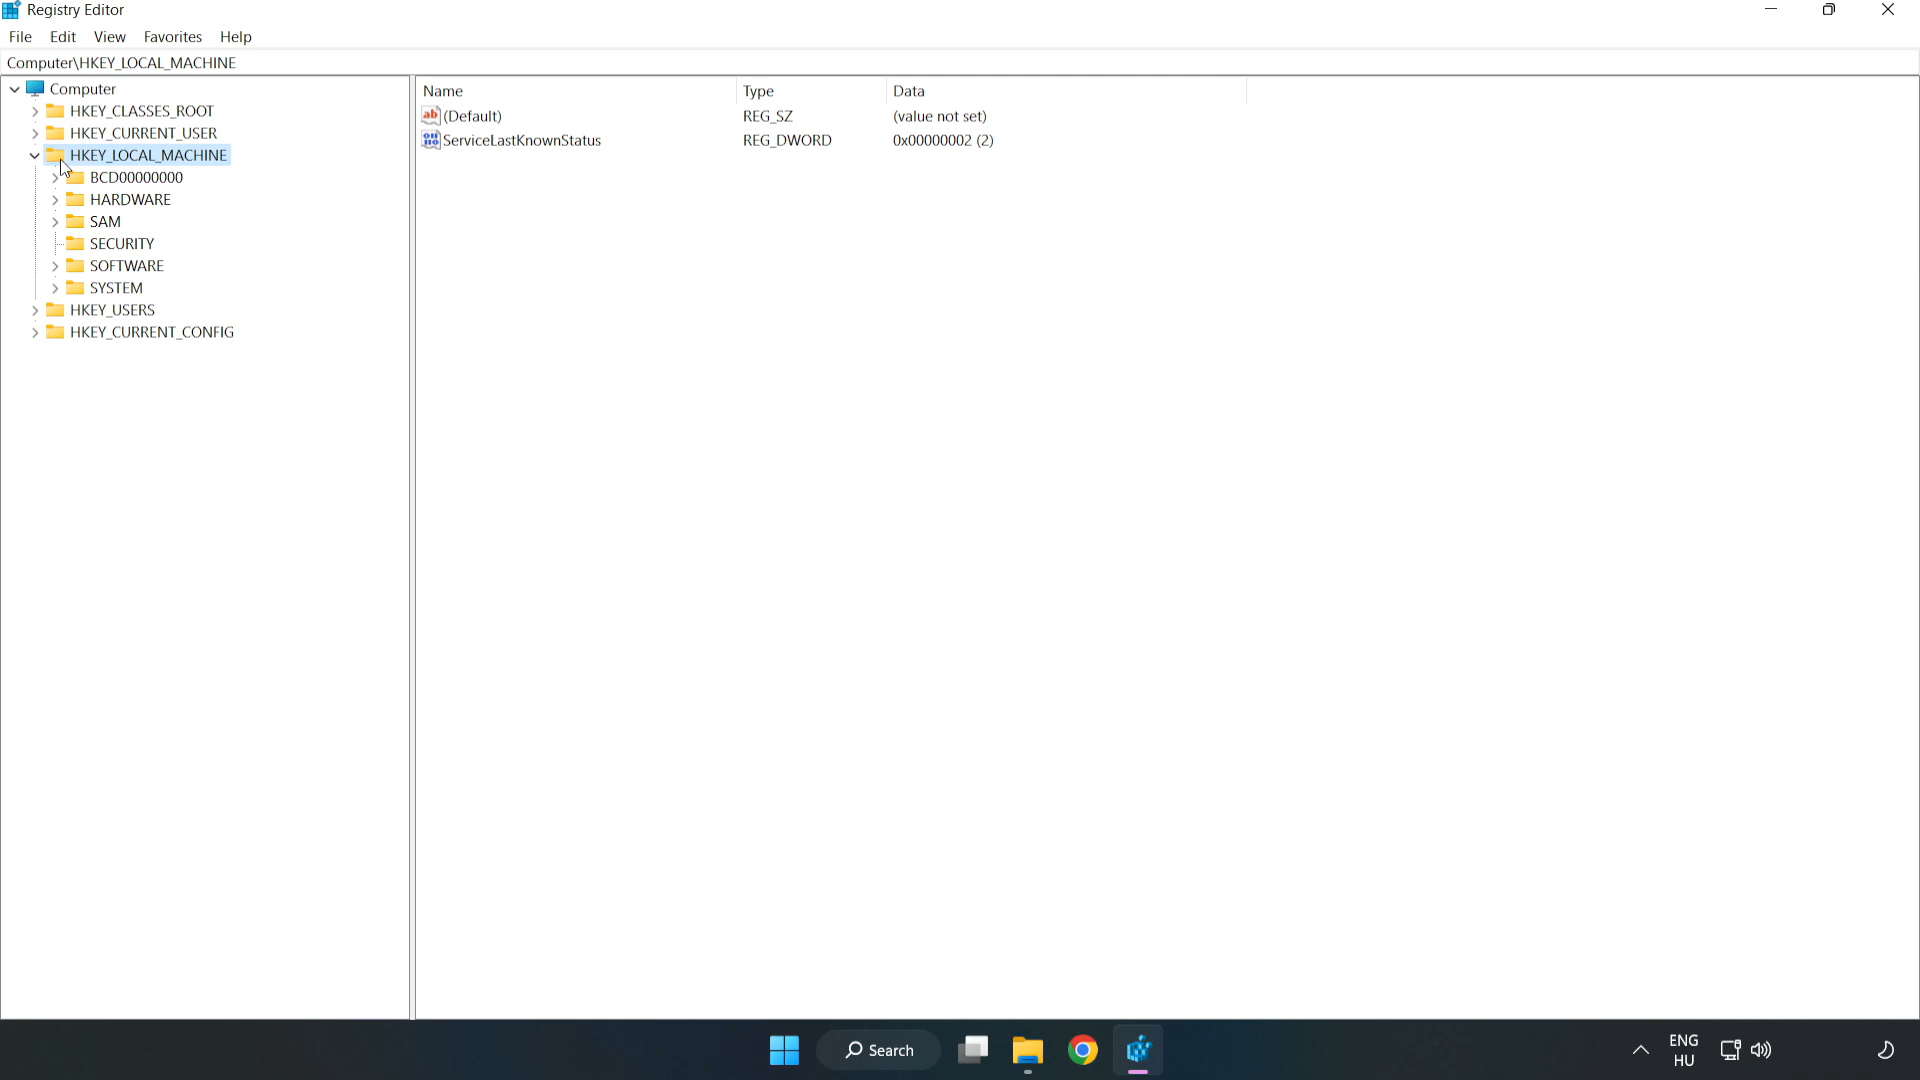 Registry Editor
File Edit View Favorites Help
Computer\HKEY_LOCAL_MACHINE
Computer
HKEY_CLASSES_ROOT
HKEY_CURRENT_USER
HKEY_LOCAL_MACHINE
BCD00000000
HARDWARE
SAM
SECURITY
SOFTWARE
SYSTEM
HKEY_USERS
HKEY_CURRENT_CONFIG
Name Type Data
(Default) REG_SZ (value not set)
ServiceLastKnownStatus REG_DWORD 0x00000002 (2)
Search
ENG
HU